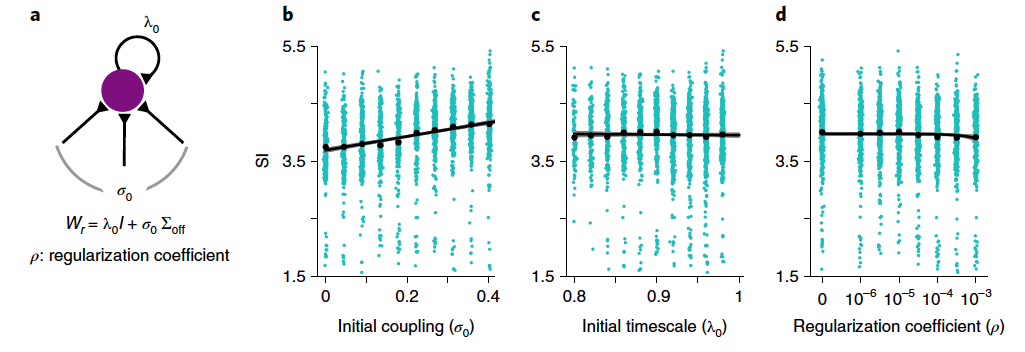 a
λ₀
σ₀
Wᵣ = λ₀I + σ₀ Σoff
ρ: regularization coefficient
b
SI
5.5
3.5
1.5
0
0.2
0.4
Initial coupling (σ₀)
c
5.5
3.5
1.5
0.8
0.9
1
Initial timescale (λ₀)
d
5.5
3.5
1.5
0 10⁻⁶ 10⁻⁵ 10⁻⁴ 10⁻³
Regularization coefficient (ρ)